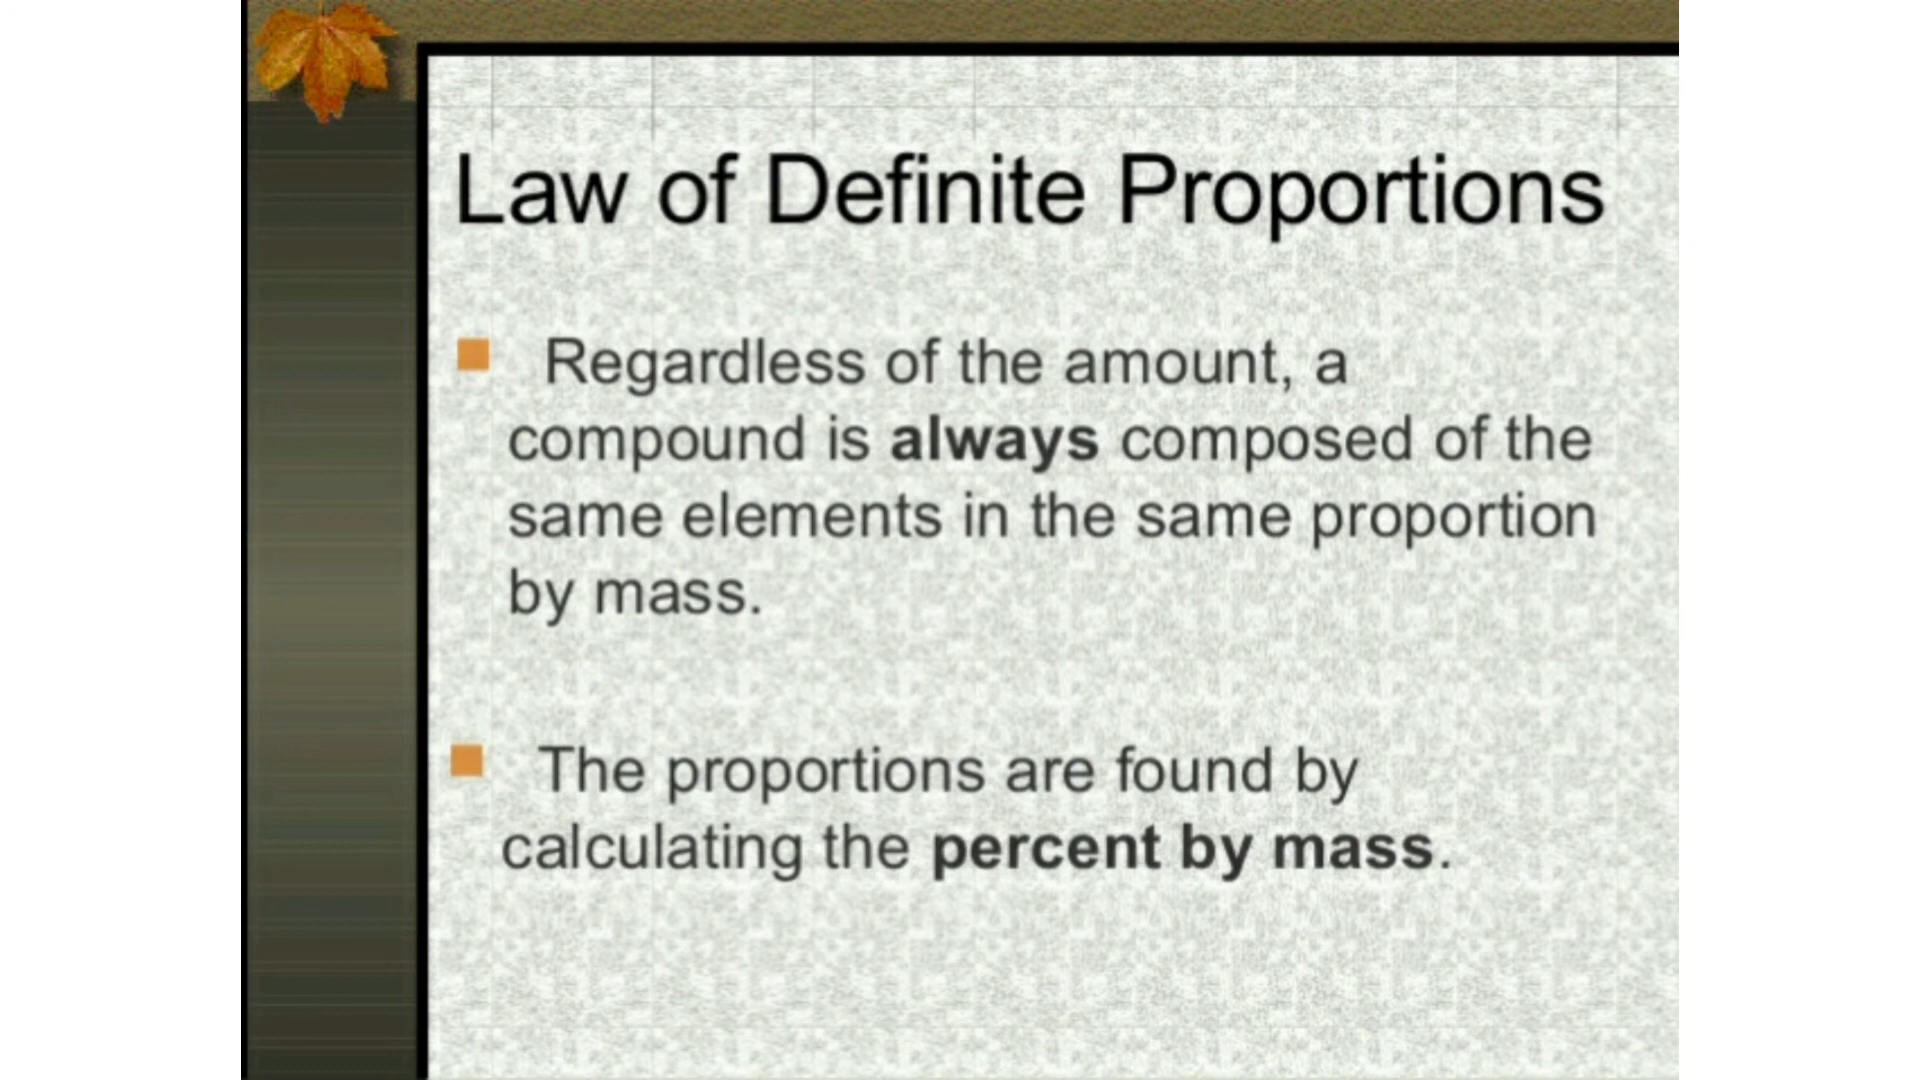 Law of Definite Proportions
Regardless of the amount, a
compound is always composed of the
same elements in the same proportion
by mass.
The proportions are found by
calculating the percent by mass.